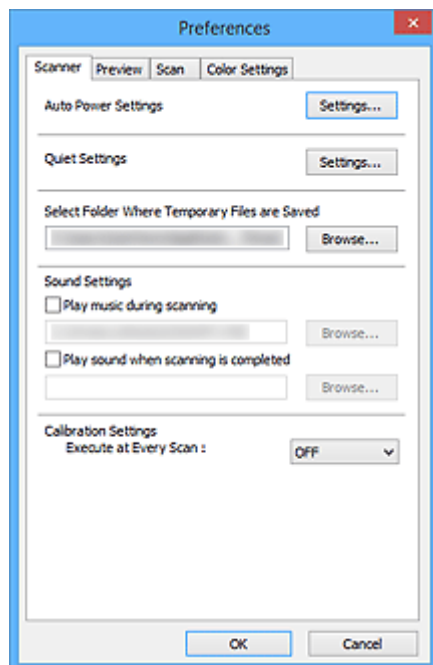 Preferences
Scanner Preview Scan Color Settings
Auto Power Settings Settings...
Quiet Settings Settings...
Select Folder Where Temporary Files are Saved
Browse...
Sound Settings
Play music during scanning
Browse...
Play sound when scanning is completed
Browse...
Calibration Settings
Execute at Every Scan : OFF
OK Cancel